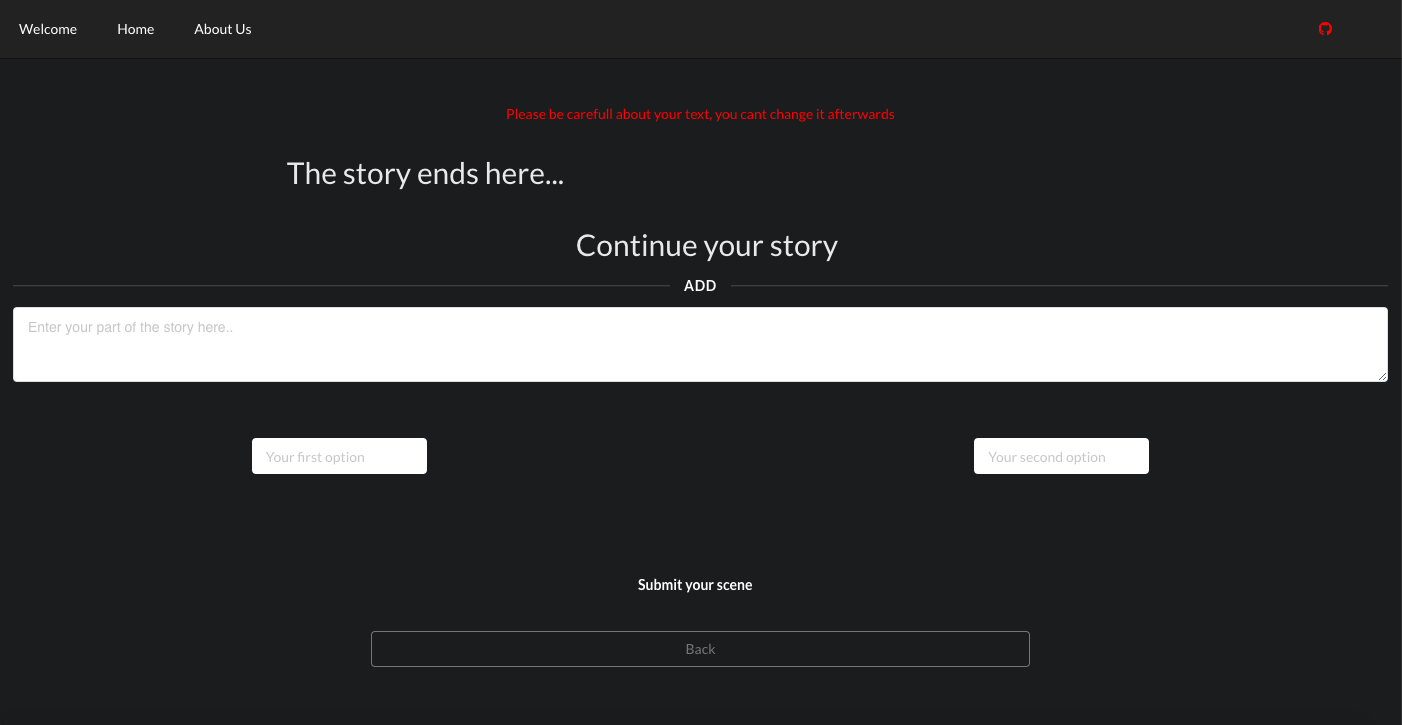 Welcome Home About Us
Please be carefull about your text, you cant change it afterwards
The story ends here...
Continue your story
ADD
Enter your part of the story here..
Your first option
Your second option
Submit your scene
Back